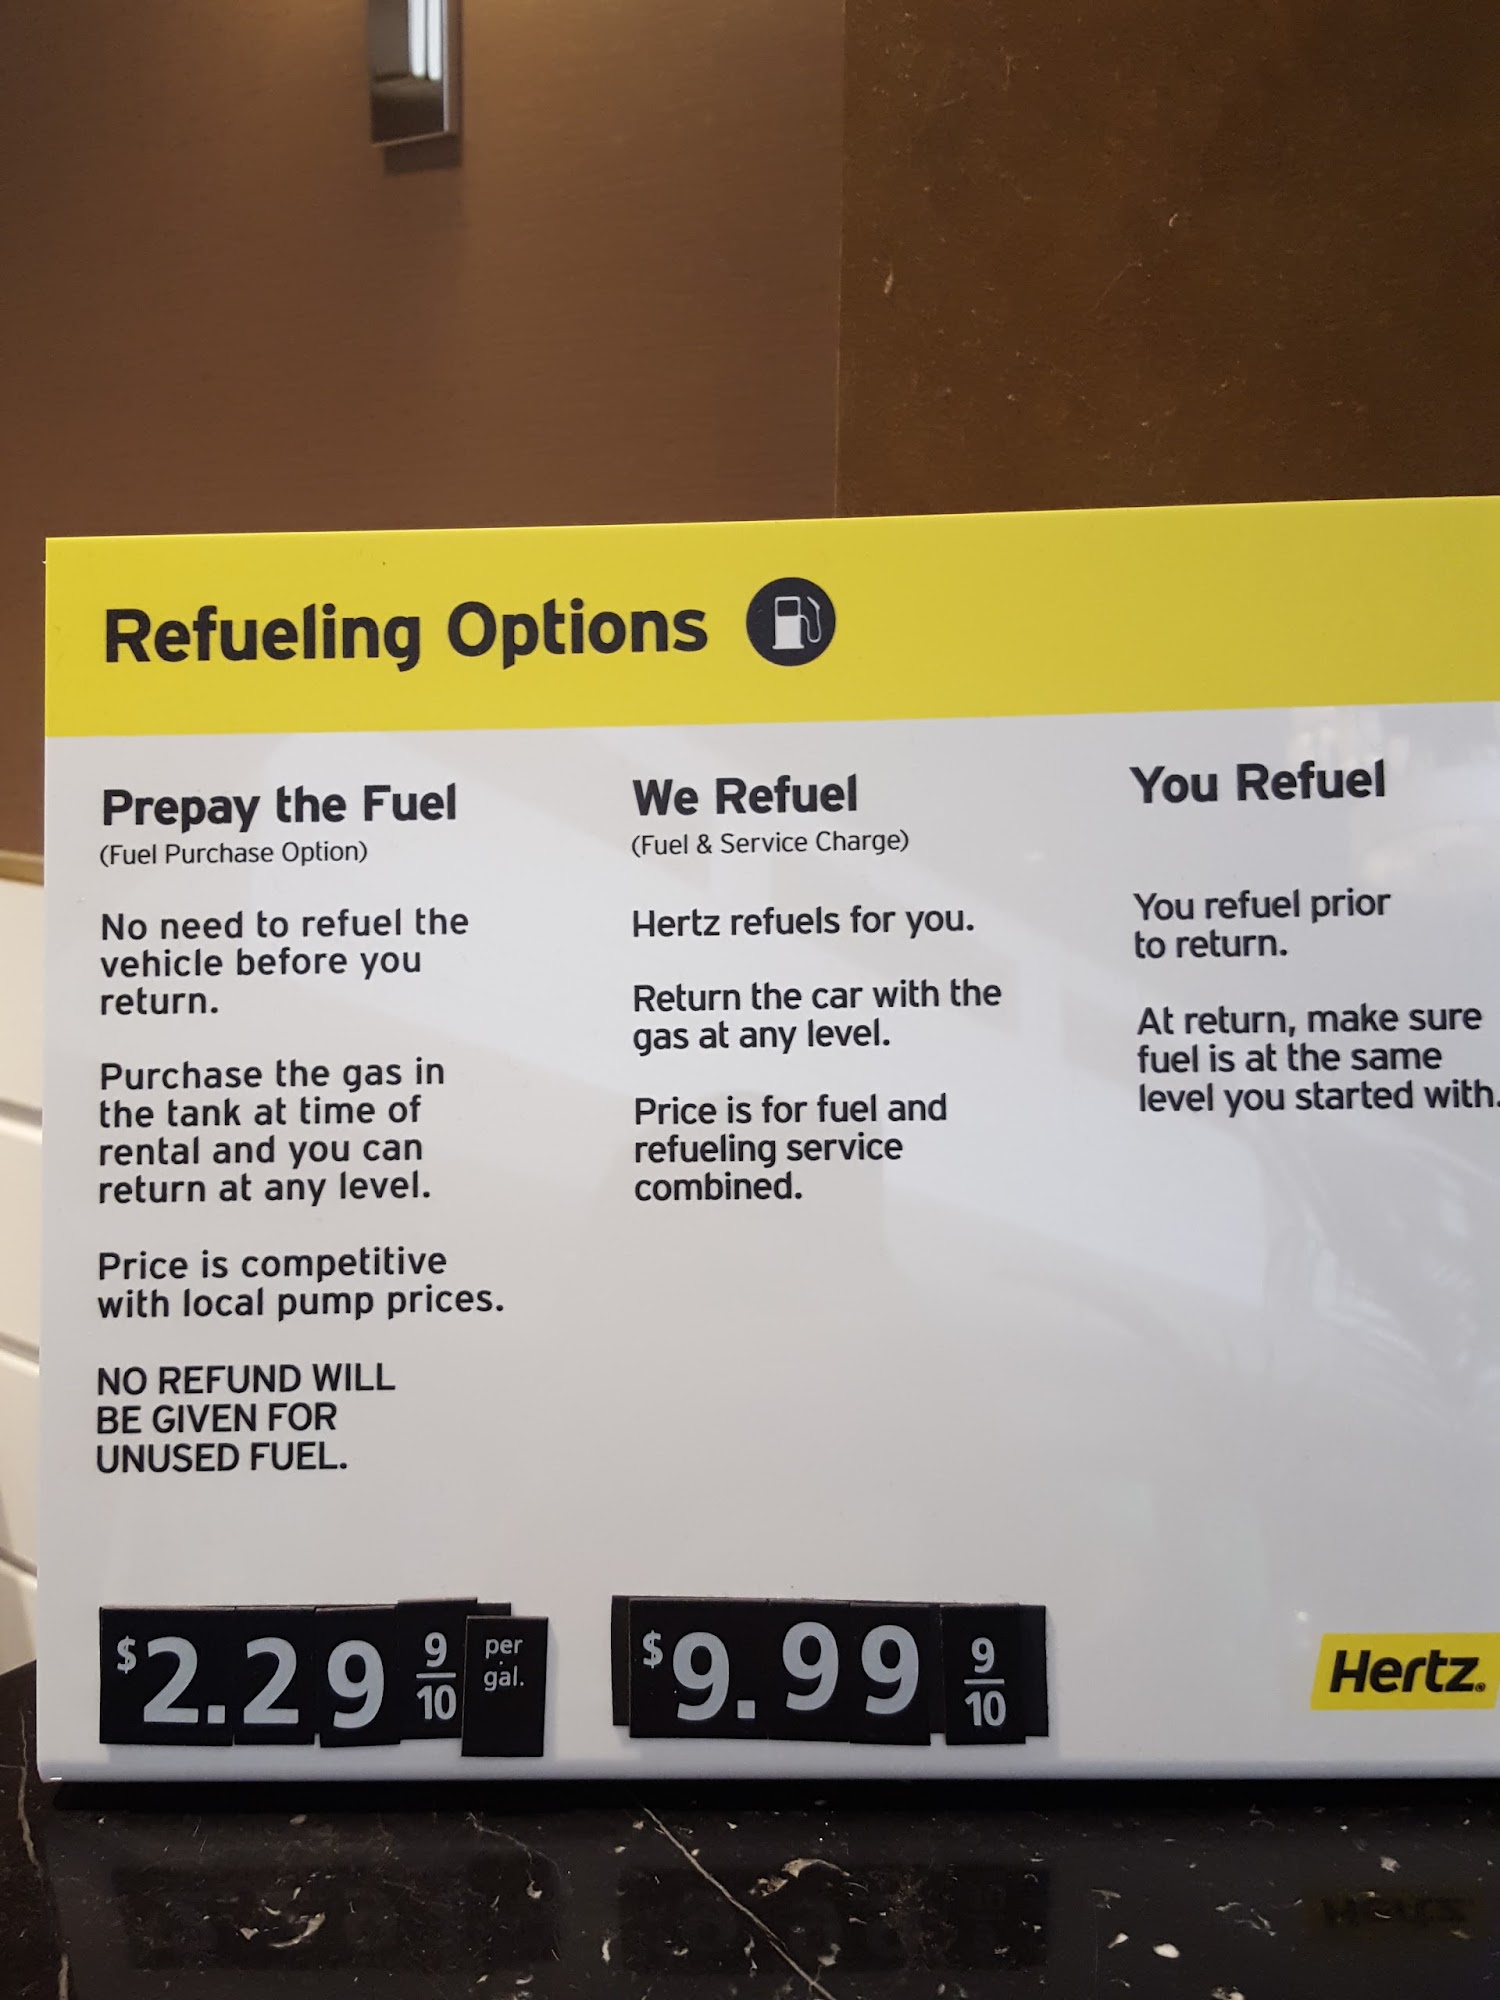 Refueling Options
Prepay the Fuel
(Fuel Purchase Option)
No need to refuel the
vehicle before you
return.
Purchase the gas in
the tank at time of
rental and you can
return at any level.
Price is competitive
with local pump prices.
NO REFUND WILL
BE GIVEN FOR
UNUSED FUEL.
$2.29 9/10 per
gal.
We Refuel
(Fuel & Service Charge)
Hertz refuels for you.
Return the car with the
gas at any level.
Price is for fuel and
refueling service
combined.
$9.99 9/10
You Refuel
You refuel prior
to return.
At return, make sure
fuel is at the same
level you started with.
Hertz®